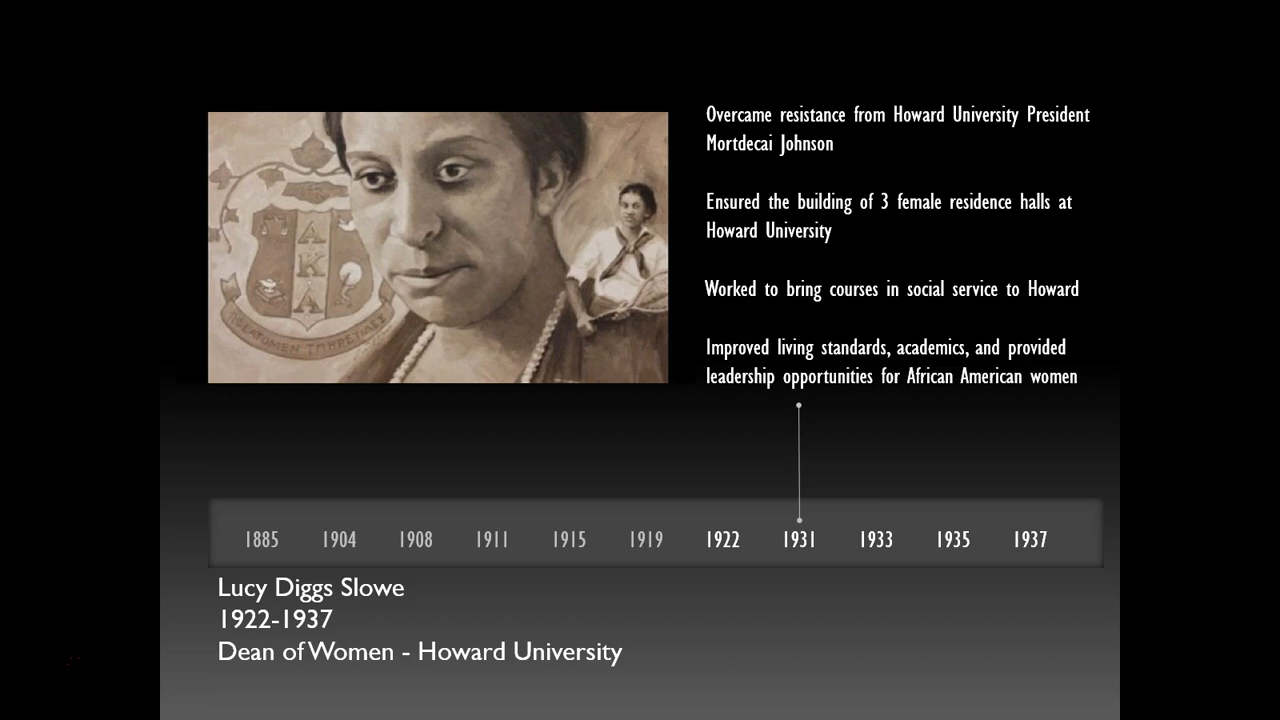 Overcame resistance from Howard University President
Mortdecai Johnson
Ensured the building of 3 female residence halls at
Howard University
Worked to bring courses in social service to Howard
Improved living standards, academics, and provided
leadership opportunities for African American women
AKA
1885 1904 1908 1911 1915 1919 1922 1931 1933 1935 1937
Lucy Diggs Slowe
1922-1937
Dean of Women - Howard University